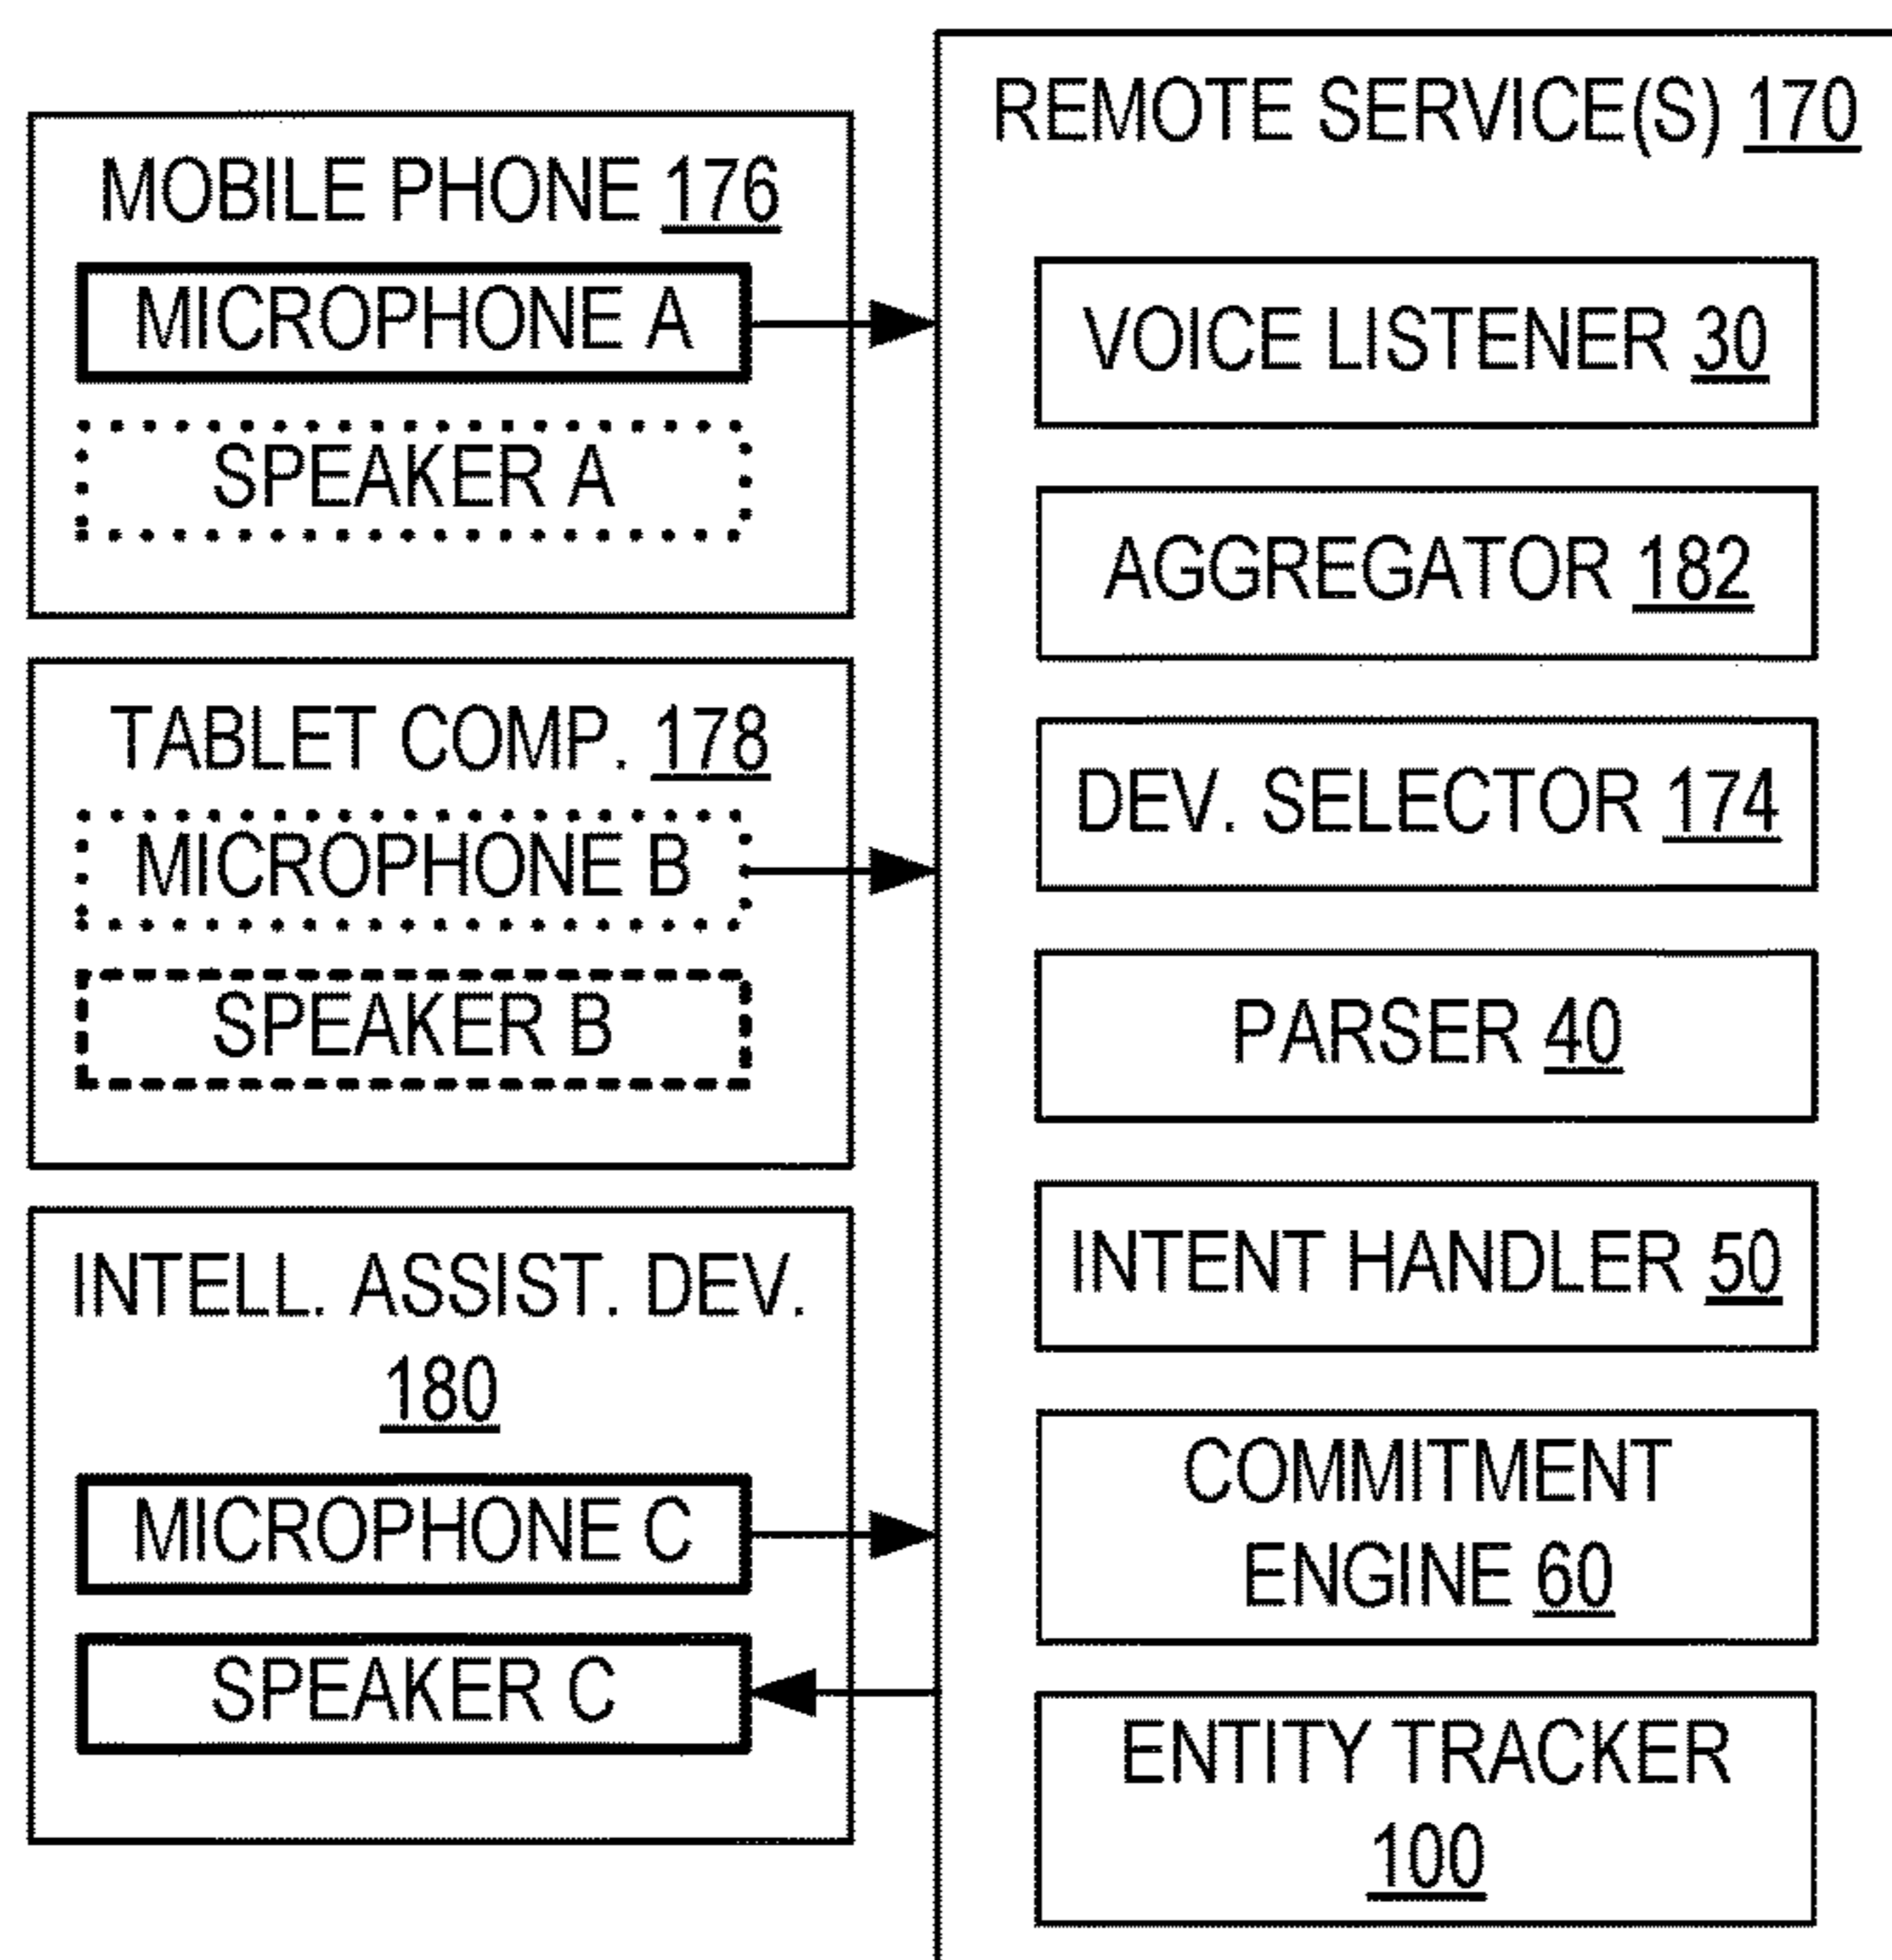 MOBILE PHONE 176
MICROPHONE A
SPEAKER A
TABLET COMP. 178
MICROPHONE B
SPEAKER B
INTELL. ASSIST. DEV.
180
MICROPHONE C
SPEAKER C
REMOTE SERVICE(S) 170
VOICE LISTENER 30
AGGREGATOR 182
DEV. SELECTOR 174
PARSER 40
INTENT HANDLER 50
COMMITMENT
ENGINE 60
ENTITY TRACKER
100